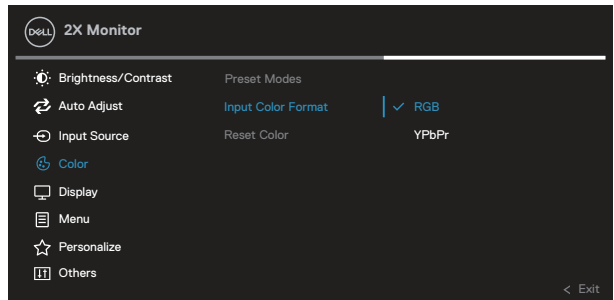 DELL 2X Monitor
Brightness/Contrast Preset Modes
Auto Adjust Input Color Format RGB
Input Source Reset Color YPbPr
Color
Display
Menu
Personalize
Others
< Exit